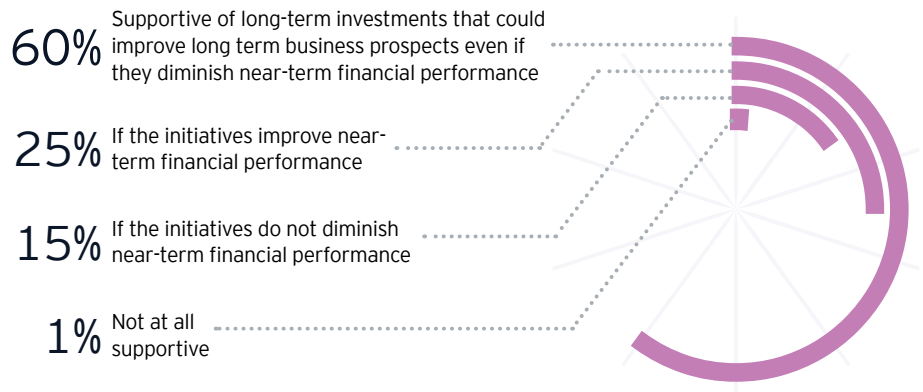 60%
Supportive of long-term investments that could
improve long term business prospects even if
they diminish near-term financial performance
25%
If the initiatives improve near-
term financial performance
15%
If the initiatives do not diminish
near-term financial performance
1%
Not at all
supportive